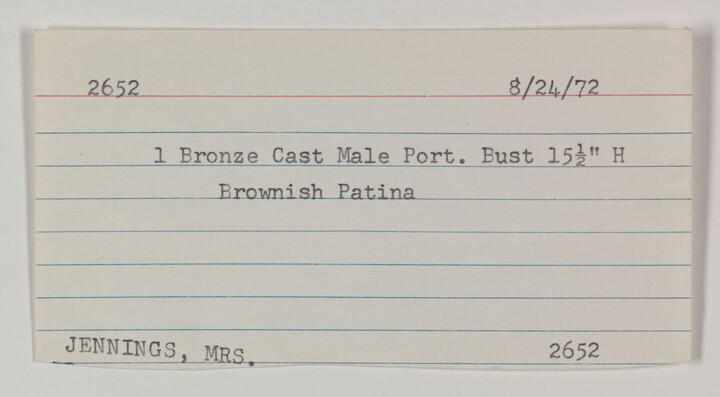 2652 8/24/72
1 Bronze Cast Male Port. Bust 15½" H
Brownish Patina
JENNINGS, MRS. 2652